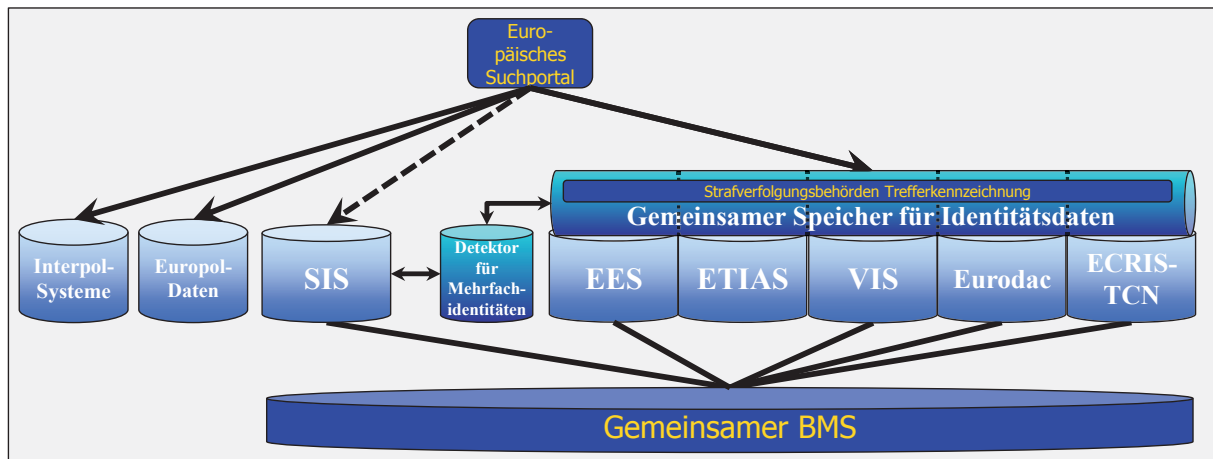 Euro-
päisches
Suchportal
Strafverfolgungsbehörden Trefferkennzeichnung
Gemeinsamer Speicher für Identitätsdaten
Interpol-
Systeme
Europol-
Daten
SIS
Detektor
für
Mehrfach-
identitäten
EES
ETIAS
VIS
Eurodac
ECRIS-
TCN
Gemeinsamer BMS